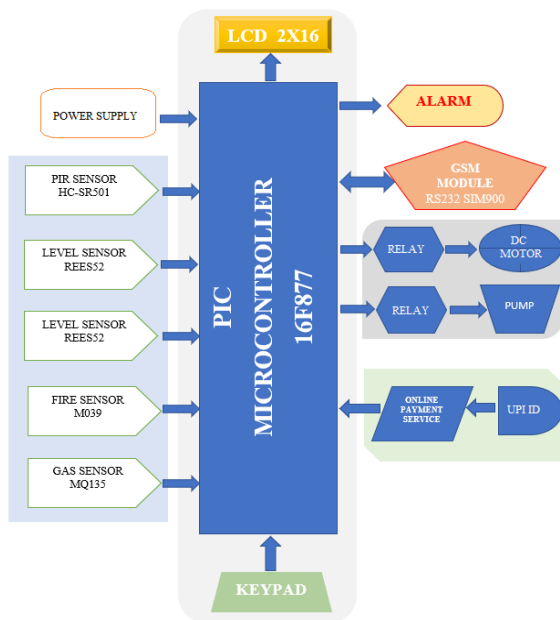 LCD 2X16
POWER SUPPLY
PIR SENSOR
HC-SR501
LEVEL SENSOR
REES52
LEVEL SENSOR
REES52
FIRE SENSOR
M039
GAS SENSOR
MQ135
PIC
MICROCONTROLLER
16F877
ALARM
GSM
MODULE
RS232 SIM900
RELAY
DC
MOTOR
RELAY
PUMP
ONLINE
PAYMENT
SERVICE
UPI ID
KEYPAD